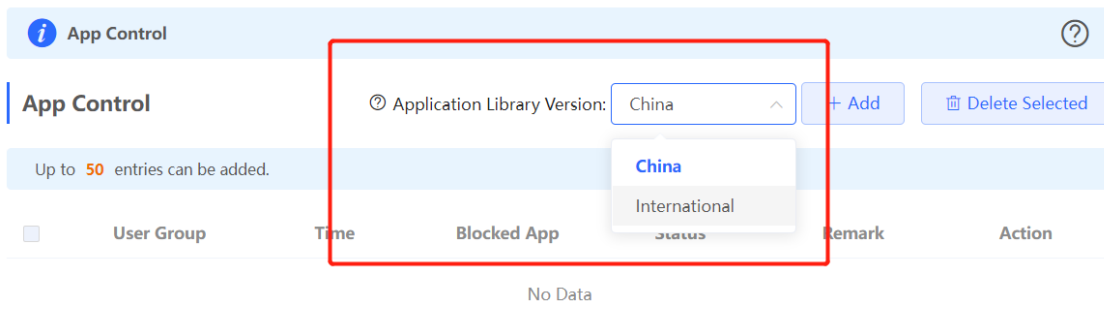 App Control
App Control
Application Library Version: China
+ Add
Delete Selected
China
International
Up to 50 entries can be added.
User Group Time Blocked App Status Remark Action
No Data